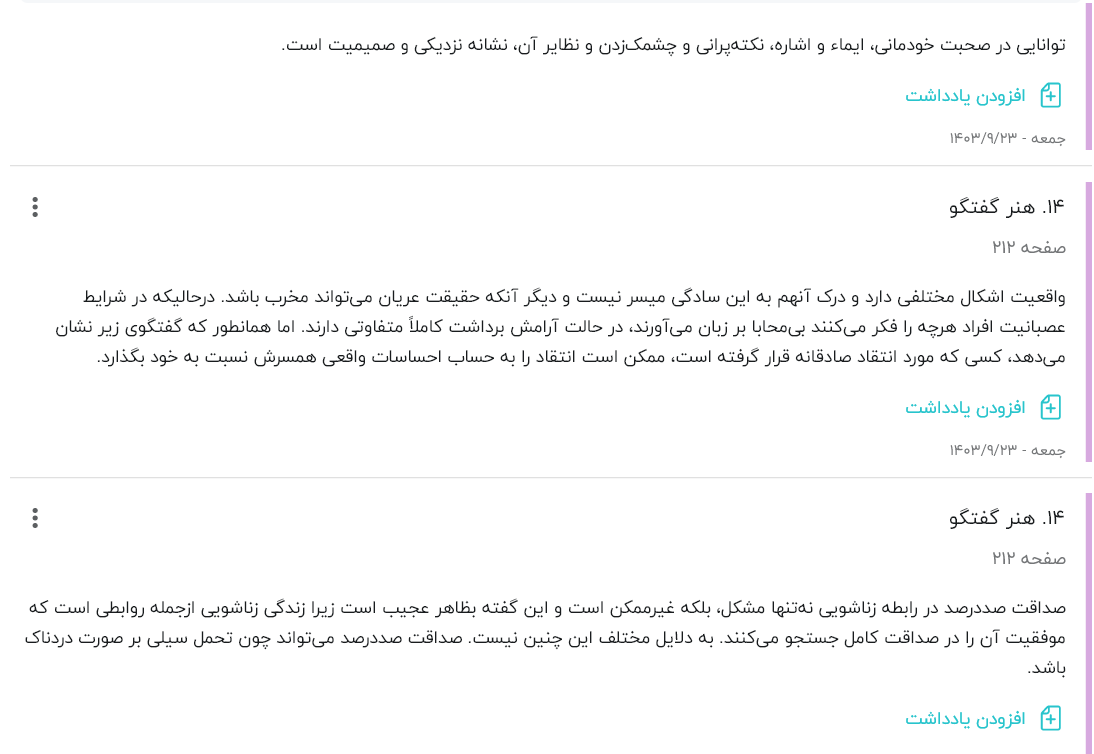 توانایی در صحبت خودمانی، ایماء و اشاره، نکته‌پرانی و چشمک‌زدن و نظایر آن، نشانه نزدیکی و صمیمیت است.
افزودن یادداشت
جمعه - ۱۴۰۳/۹/۲۳
۱۴. هنر گفتگو
صفحه ۲۱۲
واقعیت اشکال مختلفی دارد و درک آنهم به این سادگی میسر نیست و دیگر آنکه حقیقت عریان می‌تواند مخرب باشد. درحالیکه در شرایط
عصبانیت افراد هرچه را فکر می‌کنند بی‌محابا بر زبان می‌آورند، در حالت آرامش برداشت کاملاً متفاوتی دارند. اما همانطور که گفتگوی زیر نشان
می‌دهد، کسی که مورد انتقاد صادقانه قرار گرفته است، ممکن است انتقاد را به حساب احساسات واقعی همسرش نسبت به خود بگذارد.
افزودن یادداشت
جمعه - ۱۴۰۳/۹/۲۳
۱۴. هنر گفتگو
صفحه ۲۱۲
صداقت صددرصد در رابطه زناشویی نه‌تنها مشکل، بلکه غیرممکن است و این گفته بظاهر عجیب است زیرا زندگی زناشویی ازجمله روابطی است که
موفقیت آن را در صداقت کامل جستجو می‌کنند. به دلایل مختلف این چنین نیست. صداقت صددرصد می‌تواند چون تحمل سیلی بر صورت دردناک
باشد.
افزودن یادداشت